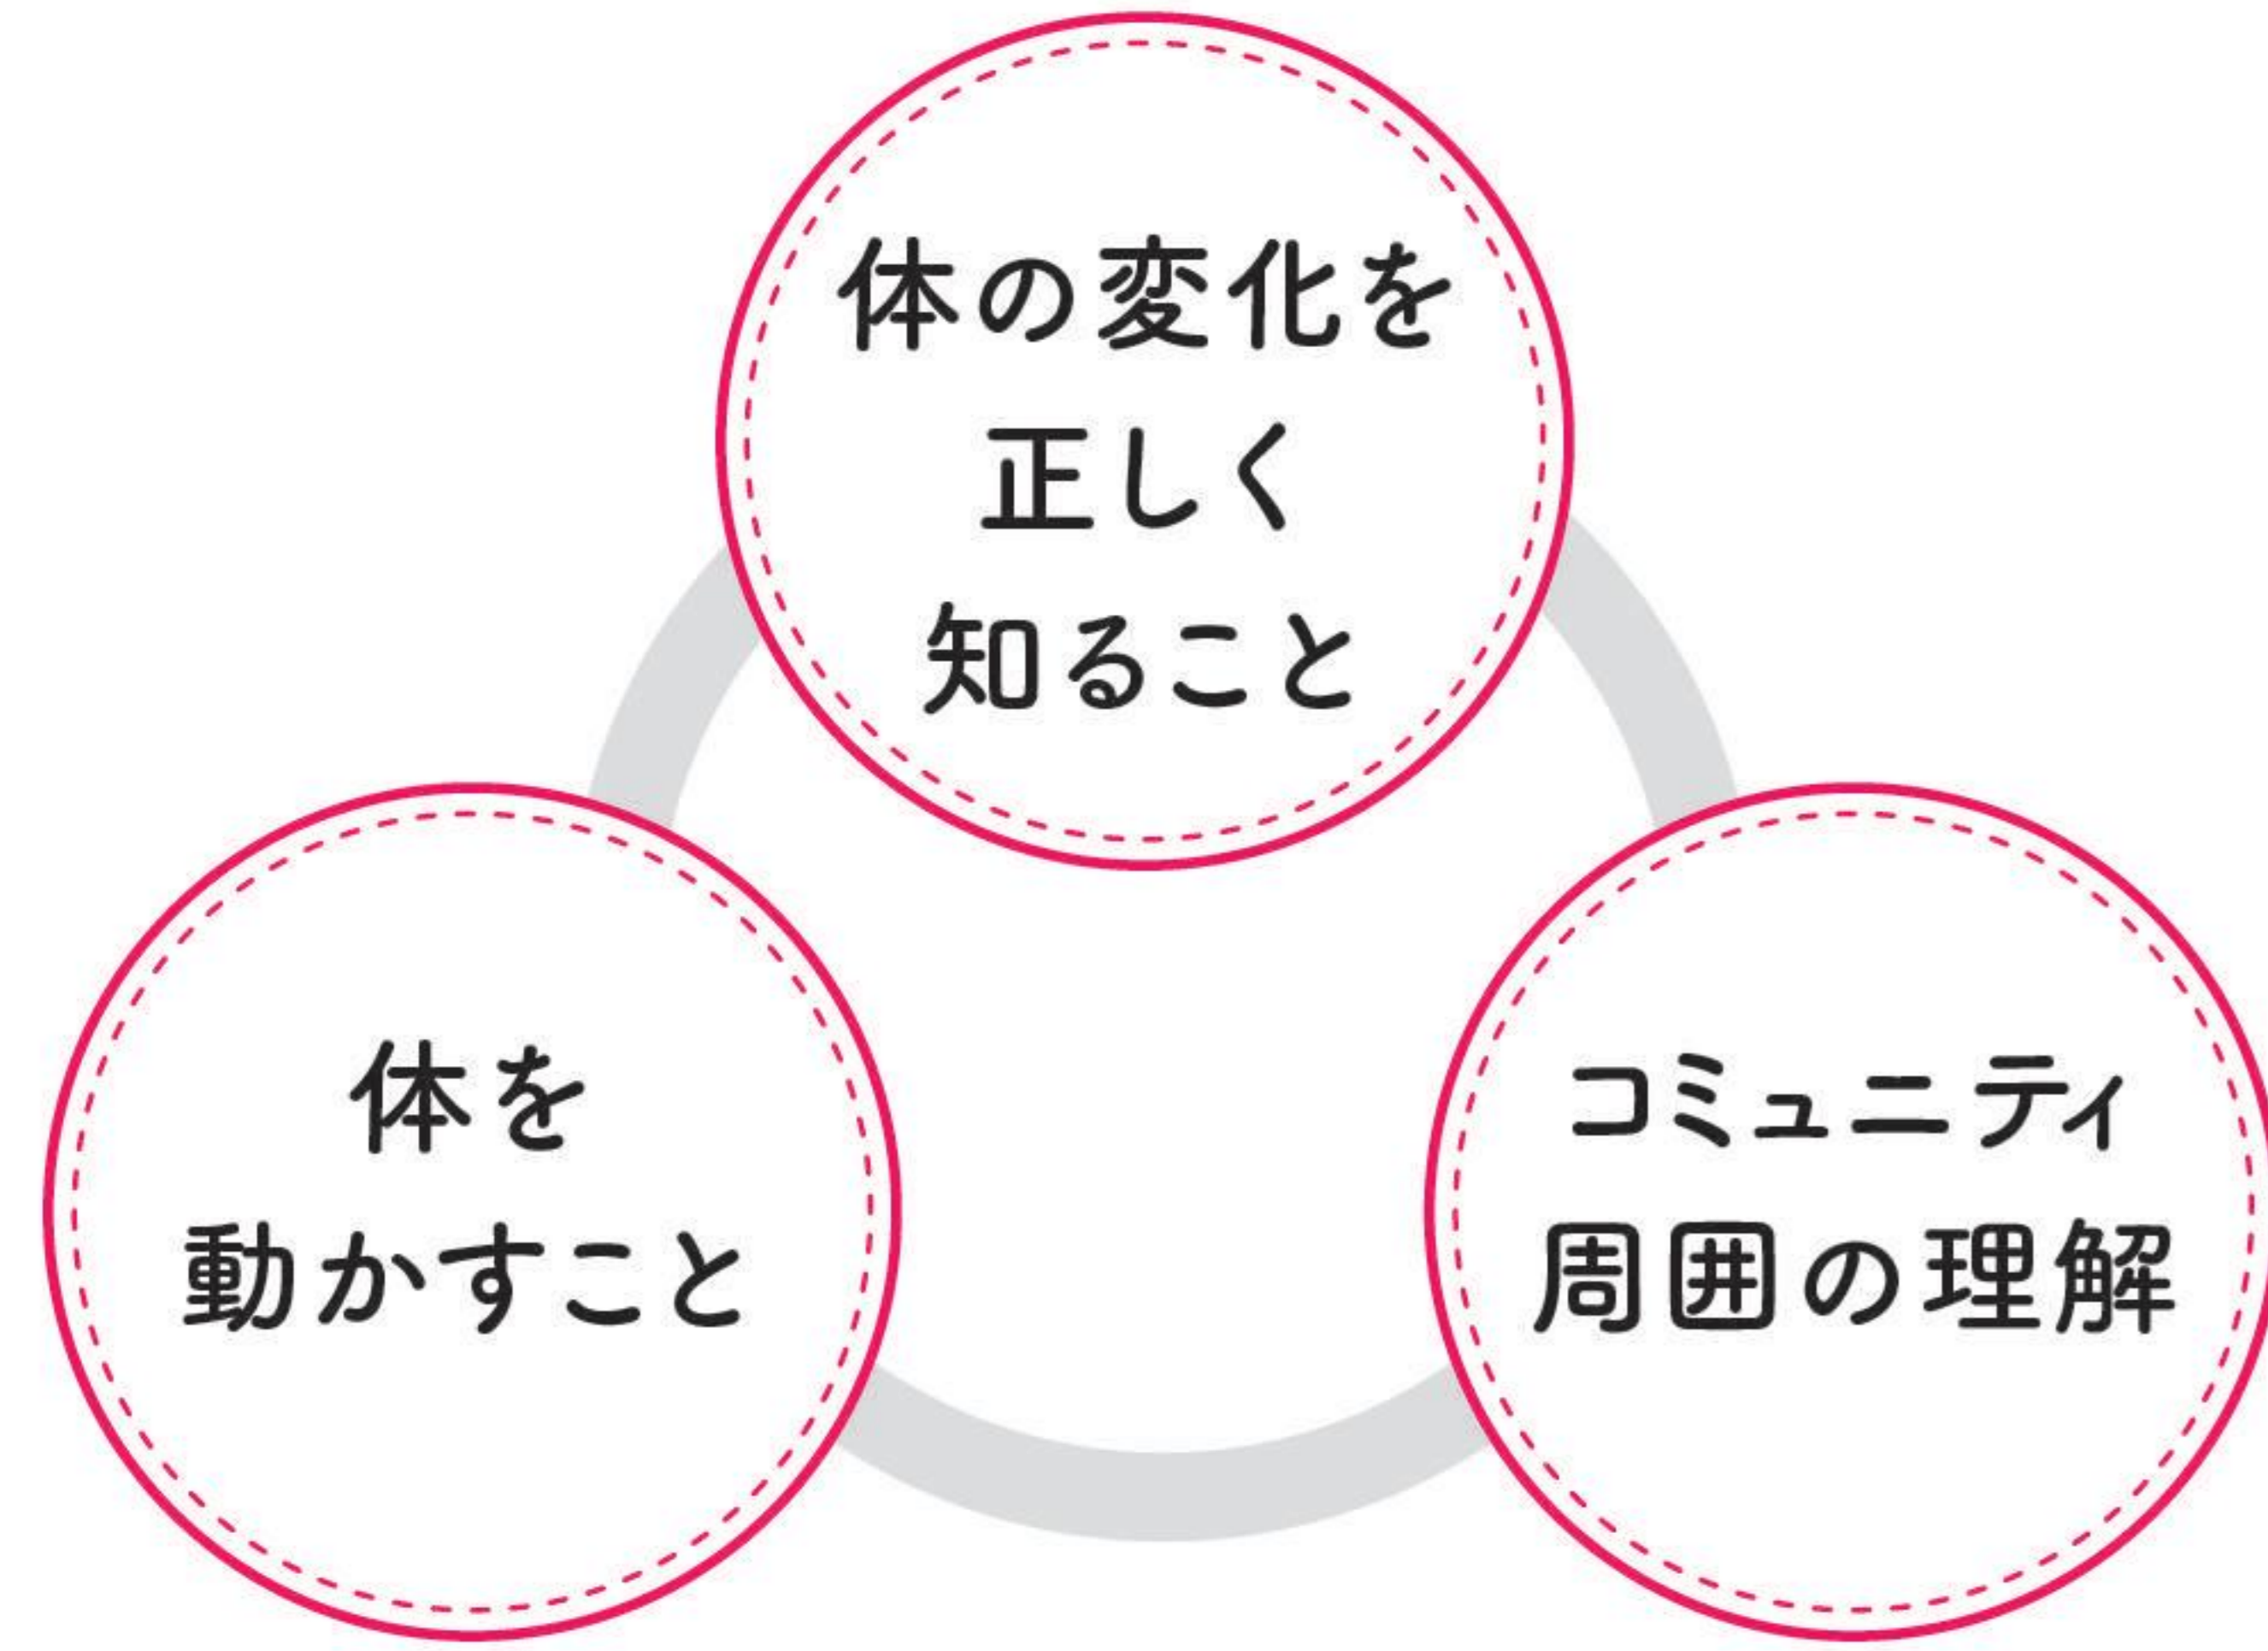 体の変化を
正しく
知ること
体を
動かすこと
コミュニティ
周囲の理解